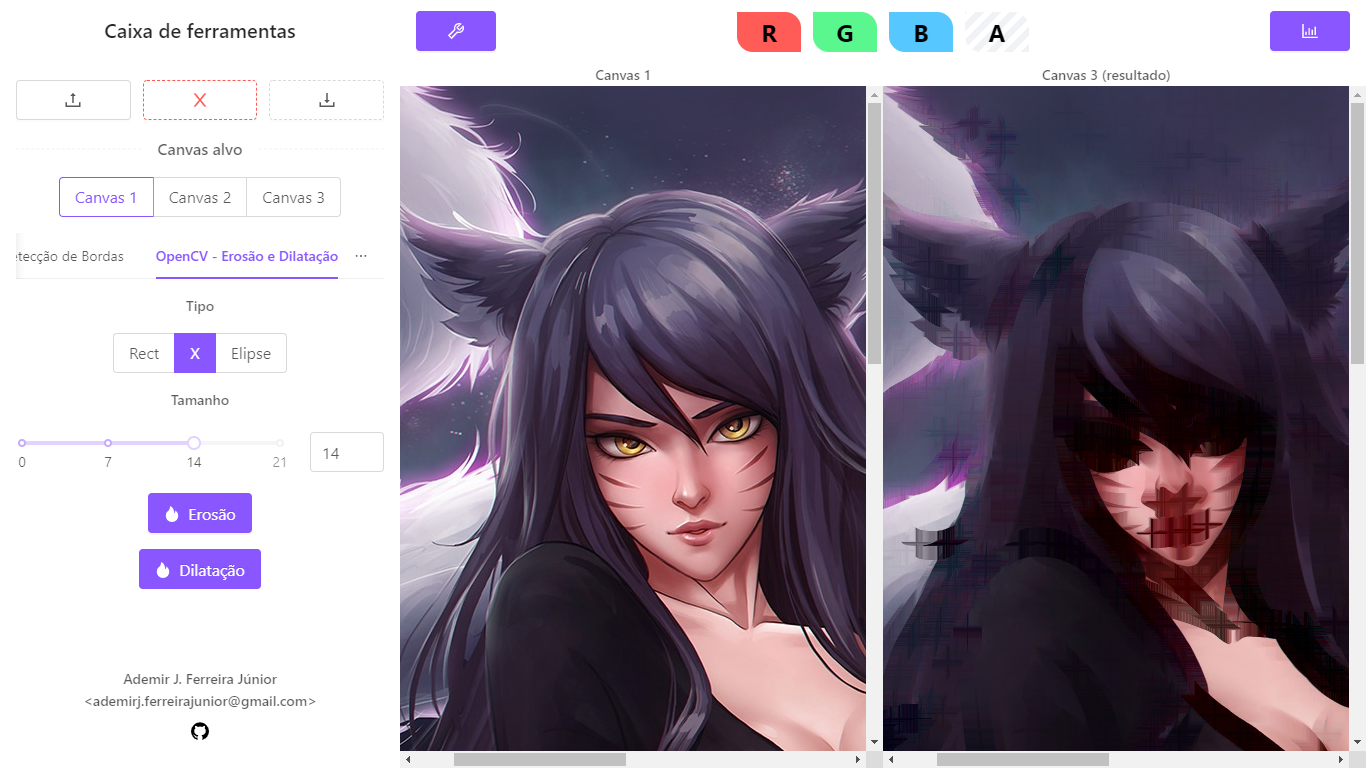 Caixa de ferramentas
R G B A
Canvas 1
Canvas 3 (resultado)
Canvas alvo
Canvas 1 Canvas 2 Canvas 3
etecção de Bordas OpenCV - Erosão e Dilatação ···
Tipo
Rect X Elipse
Tamanho
0 7 14 21
14
Erosão
Dilatação
Ademir J. Ferreira Júnior
<ademirj.ferreirajunior@gmail.com>